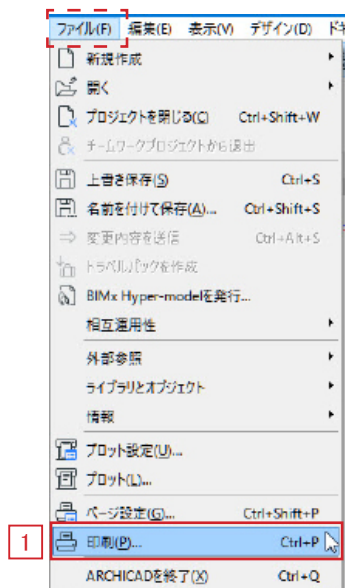 ファイル(F) 編集(E) 表示(V) デザイン(D) ドキ
新規作成
開く
プロジェクトを閉じる(C) Ctrl+Shift+W
チームワークプロジェクトから退出
上書き保存(S) Ctrl+S
名前を付けて保存(A)... Ctrl+Shift+S
変更内容を送信 Ctrl+Alt+S
トラベルパックを作成
BIMx Hyper-modelを発行...
相互運用性
外部参照
ライブラリとオブジェクト
情報
プロット設定(U)...
プロット(L)...
ページ設定(G)... Ctrl+Shift+P
1 印刷(P)... Ctrl+P
ARCHICADを終了(X) Ctrl+Q